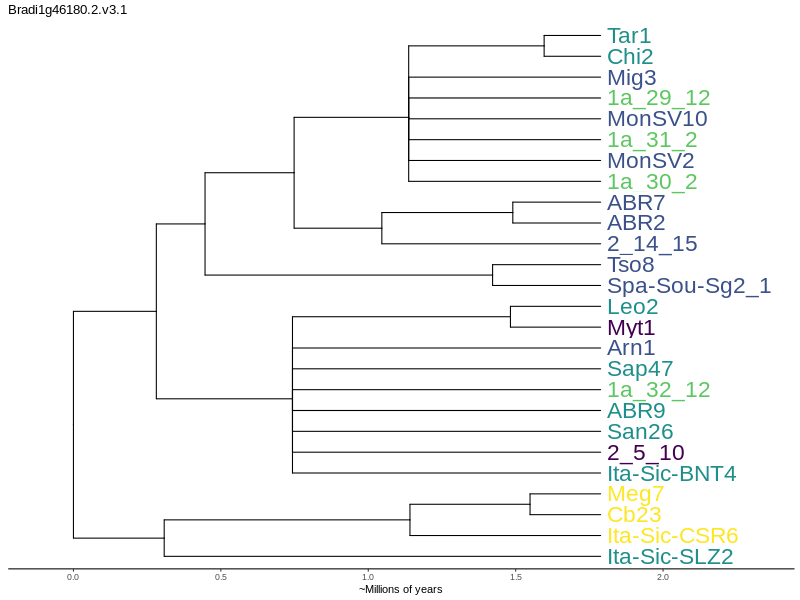 Bradi1g46180.2.v3.1
Tar1
Chi2
Mig3
1a_29_12
MonSV10
1a_31_2
MonSV2
1a_30_2
ABR7
ABR2
2_14_15
Tso8
Spa-Sou-Sg2_1
Leo2
Myt1
Arn1
Sap47
1a_32_12
ABR9
San26
2_5_10
Ita-Sic-BNT4
Meg7
Cb23
Ita-Sic-CSR6
Ita-Sic-SLZ2
0.0 0.5 1.0 1.5 2.0
~Millions of years